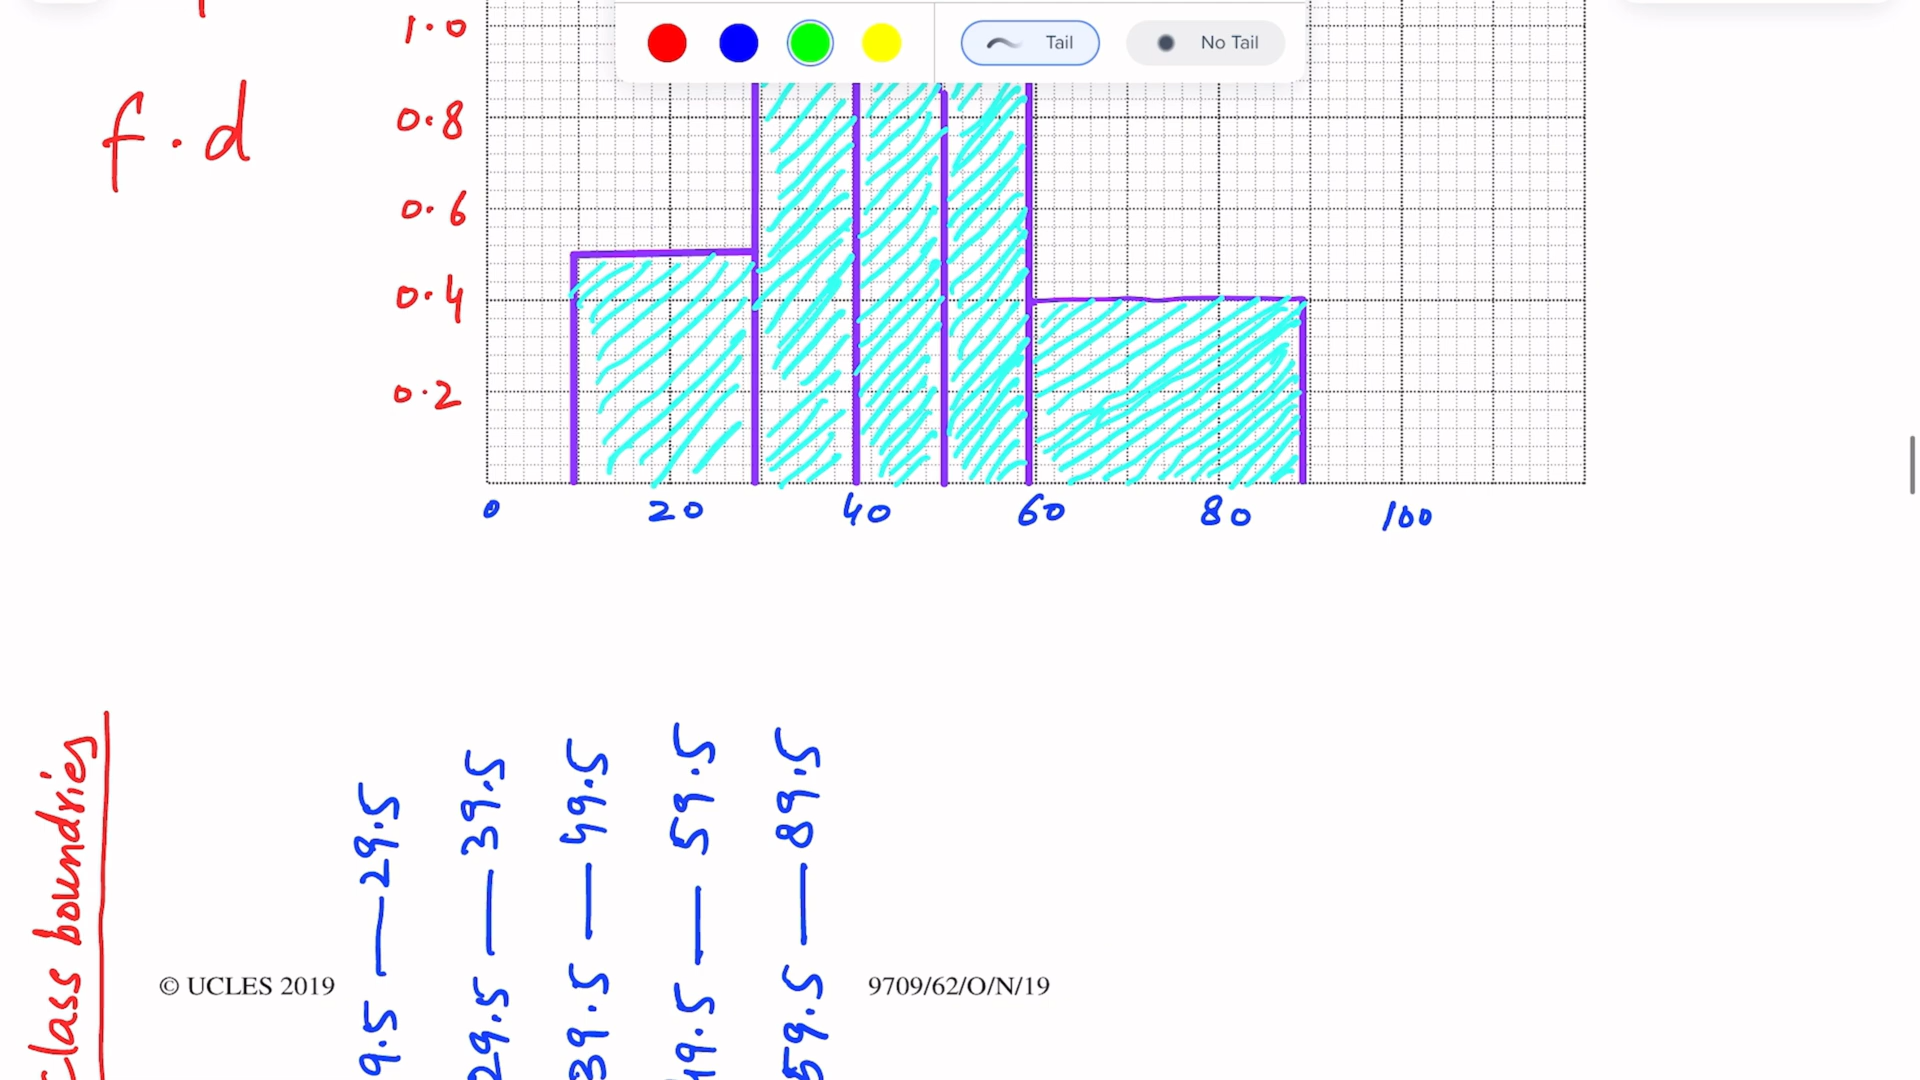 1.0
Tail
No Tail
0.8
f.d
0.6
0.4
0.2
0 20 40 60 80 100
Class boundries
9.5 — 29.5
29.5 — 39.5
39.5 — 49.5
49.5 — 59.5
59.5 — 89.5
© UCLES 2019
9709/62/O/N/19